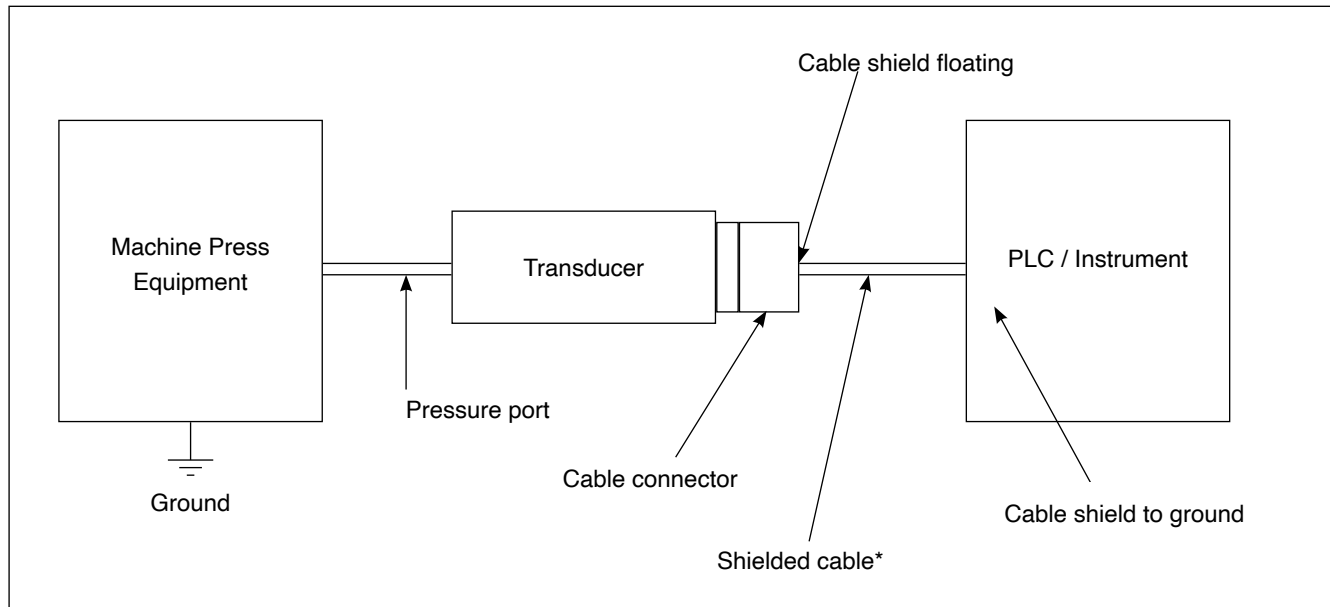 Cable shield floating
Machine Press
Equipment
Transducer
PLC / Instrument
Pressure port
Cable connector
Ground
Cable shield to ground
Shielded cable*